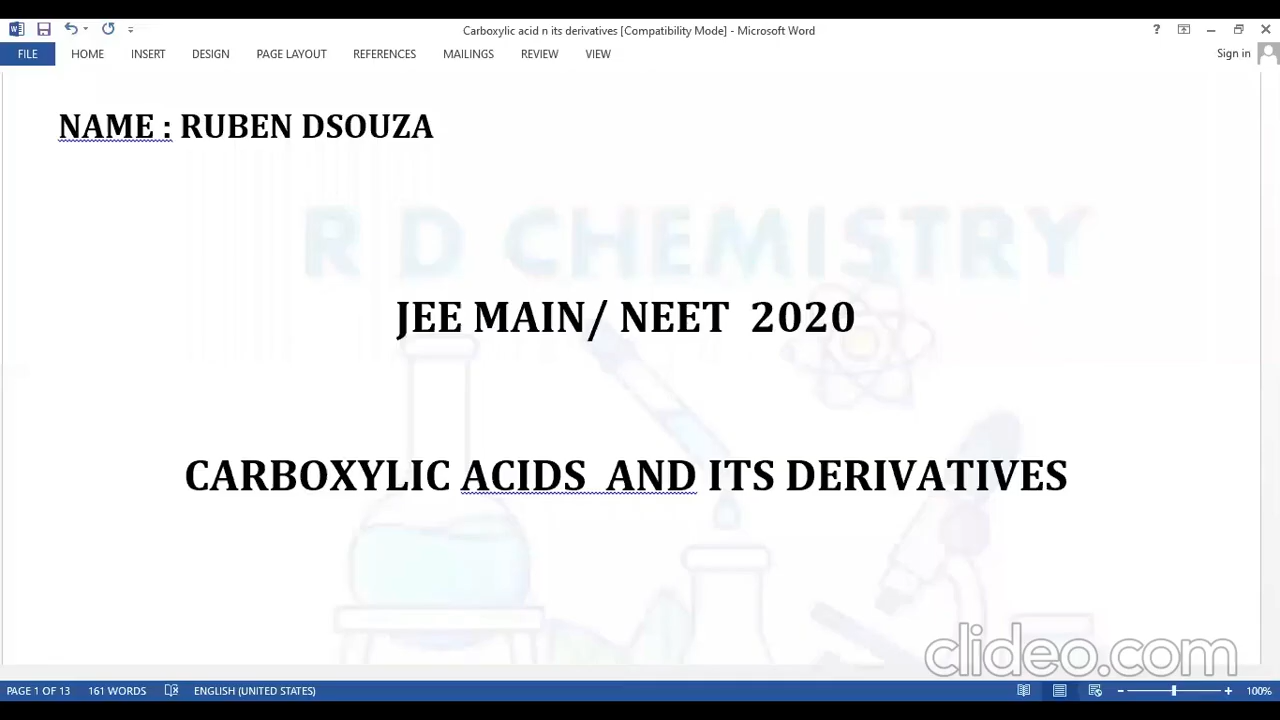 Carboxylic acid n its derivatives [Compatibility Mode] - Microsoft Word
?
Sign in
FILE HOME INSERT DESIGN PAGE LAYOUT REFERENCES MAILINGS REVIEW VIEW
NAME : RUBEN DSOUZA
R D CHEMISTRY
JEE MAIN/ NEET 2020
CARBOXYLIC ACIDS AND ITS DERIVATIVES
clideo.com
PAGE 1 OF 13 161 WORDS ENGLISH (UNITED STATES) 100%